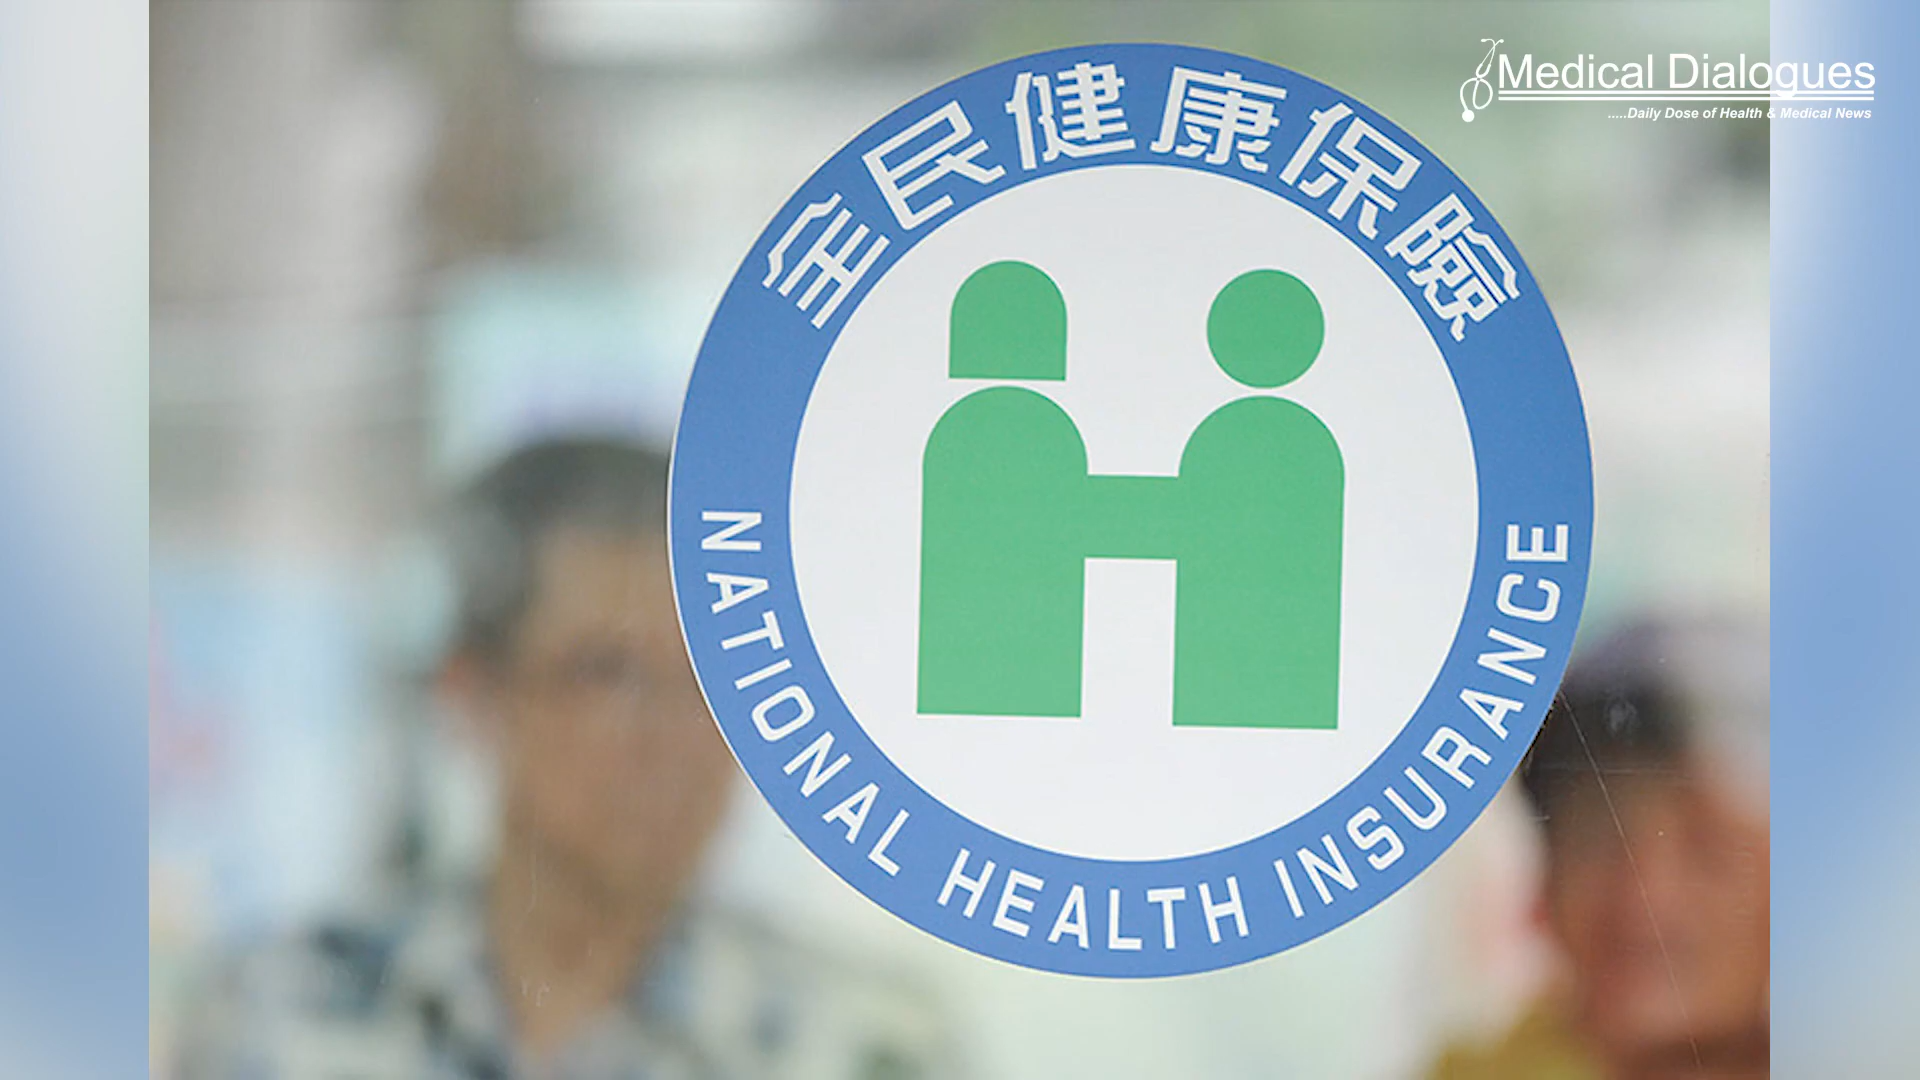 Medical Dialogues
.....Daily Dose of Health & Medical News
全民健康保險
NATIONAL HEALTH INSURANCE